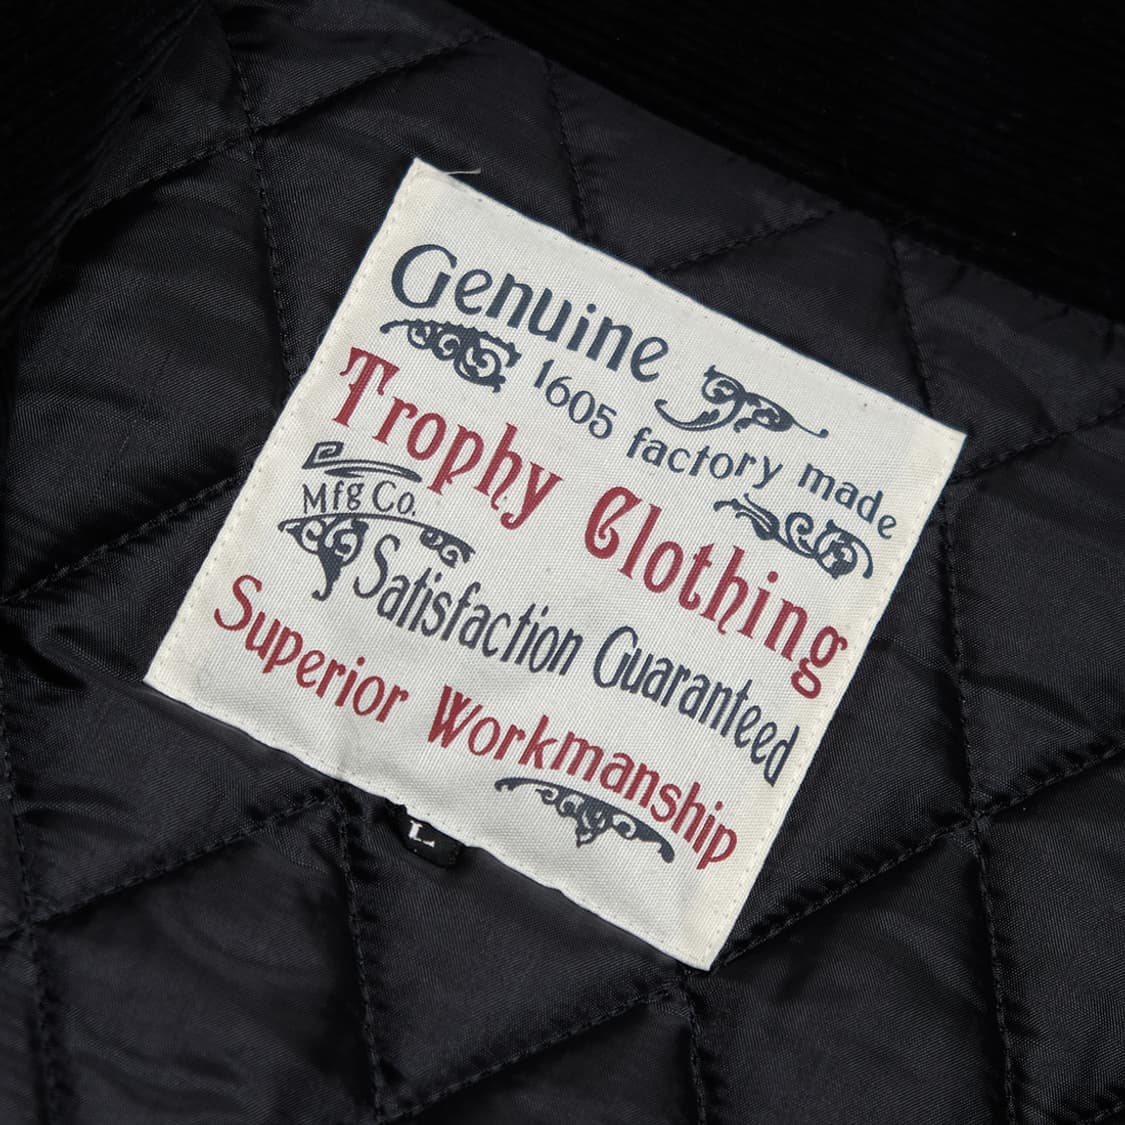 Genuine
1605 factory made
Trophy Clothing
Mfg Co.
Satisfaction Guaranteed
Superior Workmanship
L